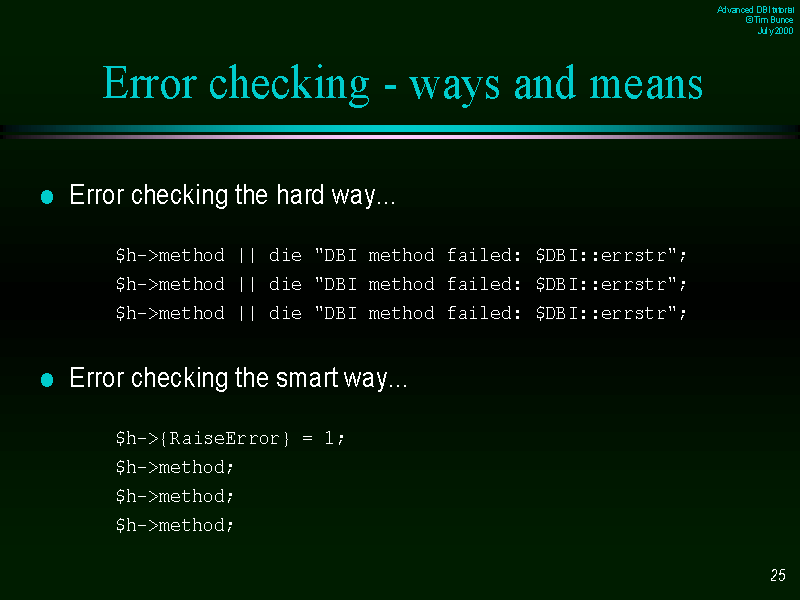 Advanced DBI tutorial
© Tim Bunce
July 2000
Error checking - ways and means
Error checking the hard way...
$h->method || die "DBI method failed: $DBI::errstr";
$h->method || die "DBI method failed: $DBI::errstr";
$h->method || die "DBI method failed: $DBI::errstr";
Error checking the smart way...
$h->{RaiseError} = 1;
$h->method;
$h->method;
$h->method;
25